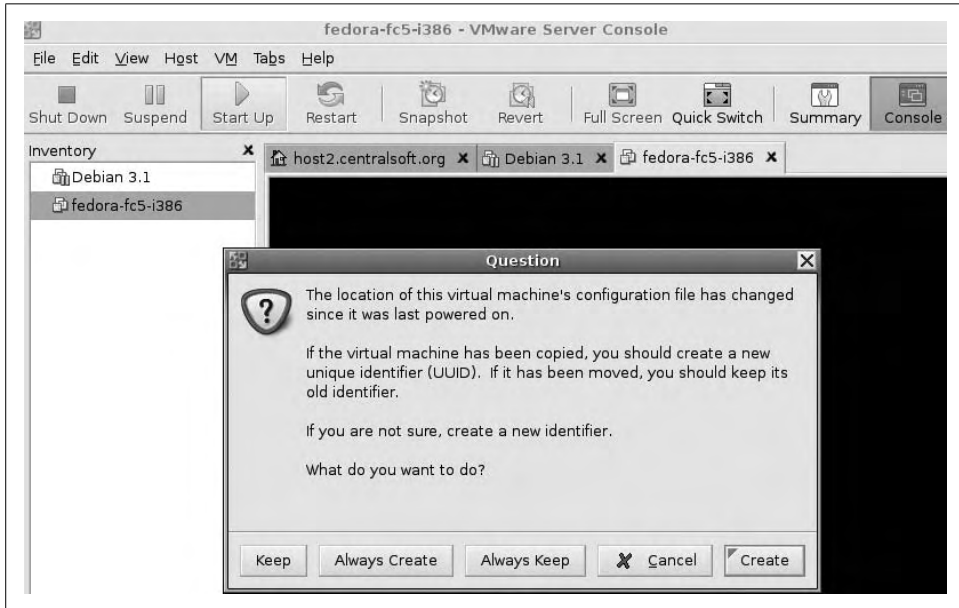 fedora-fc5-i386 - VMware Server Console
File Edit View Host VM Tabs Help
Shut Down Suspend Start Up Restart Snapshot Revert Full Screen Quick Switch Summary Console
Inventory
host2.centralsoft.org Debian 3.1 fedora-fc5-i386
Debian 3.1
fedora-fc5-i386
Question
The location of this virtual machine's configuration file has changed
since it was last powered on.
If the virtual machine has been copied, you should create a new
unique identifier (UUID). If it has been moved, you should keep its
old identifier.
If you are not sure, create a new identifier.
What do you want to do?
Keep Always Create Always Keep Cancel Create